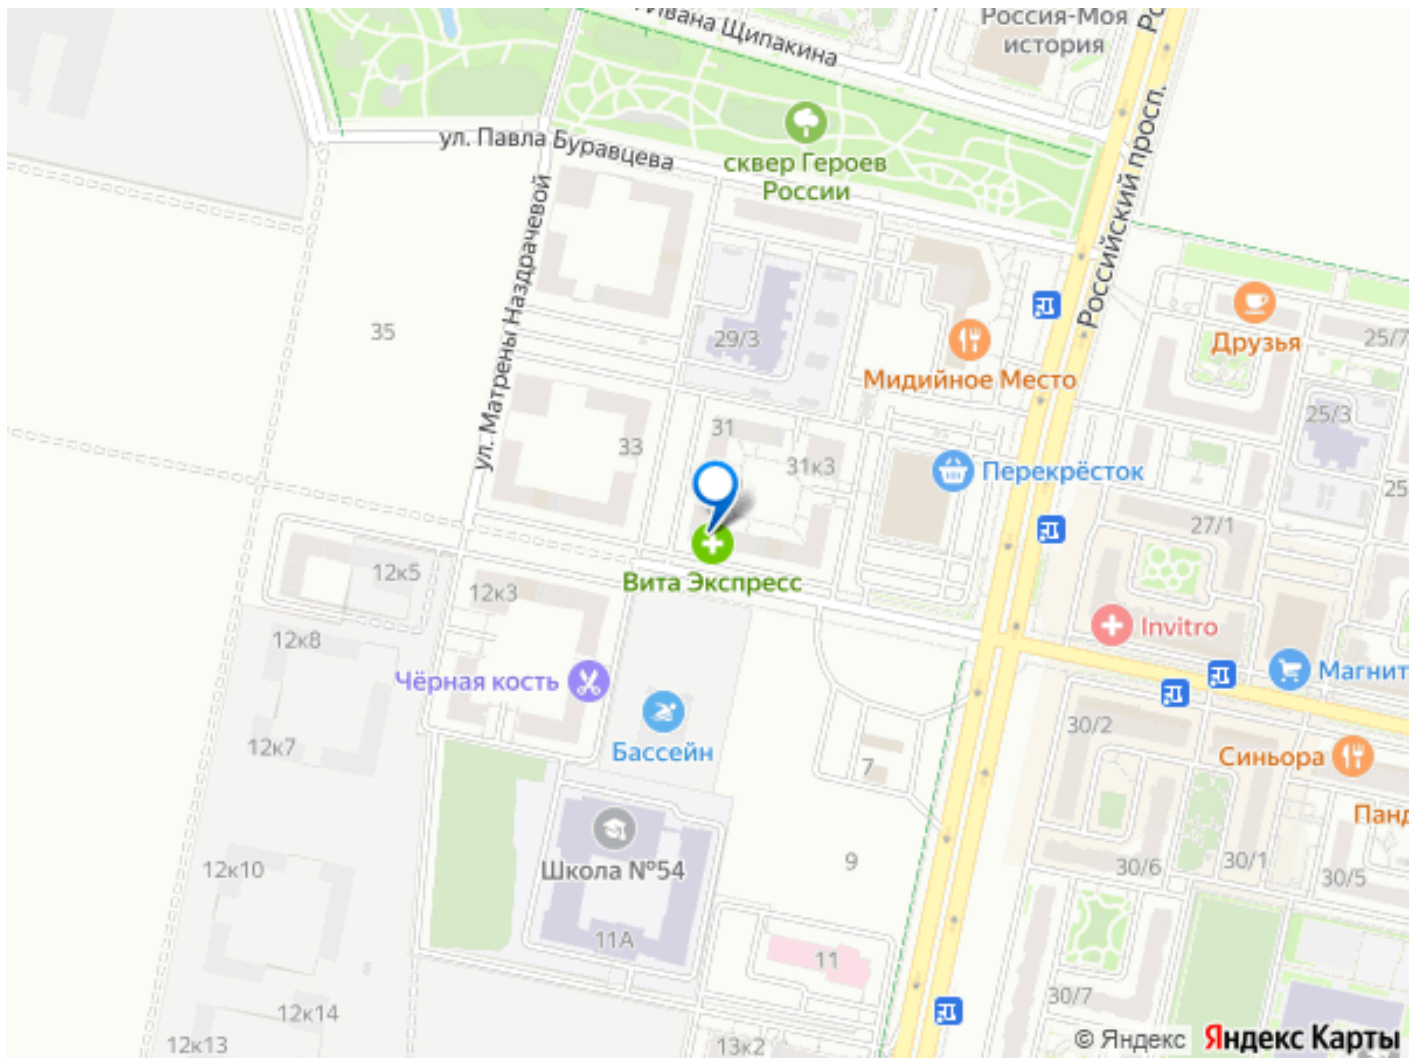 Ивана Щипакина
Россия-Моя
история
ул. Павла Буравцева
сквер Героев
России
Российский просп.
ул. Матрены Наздрачевой
35
29/3
Мидийное Место
Друзья
25/7
25/3
31
33
31к3
Перекрёсток
25
27/1
Вита Экспресс
12к5
12к3
12к8
Invitro
Магнит
Чёрная кость
30/2
12к7
Бассейн
7
Синьора
Панд
Школа №54
12к10
9
30/6
30/1
30/5
11А
11
30/7
12к14
12к13
13к2
© Яндекс Яндекс Карты